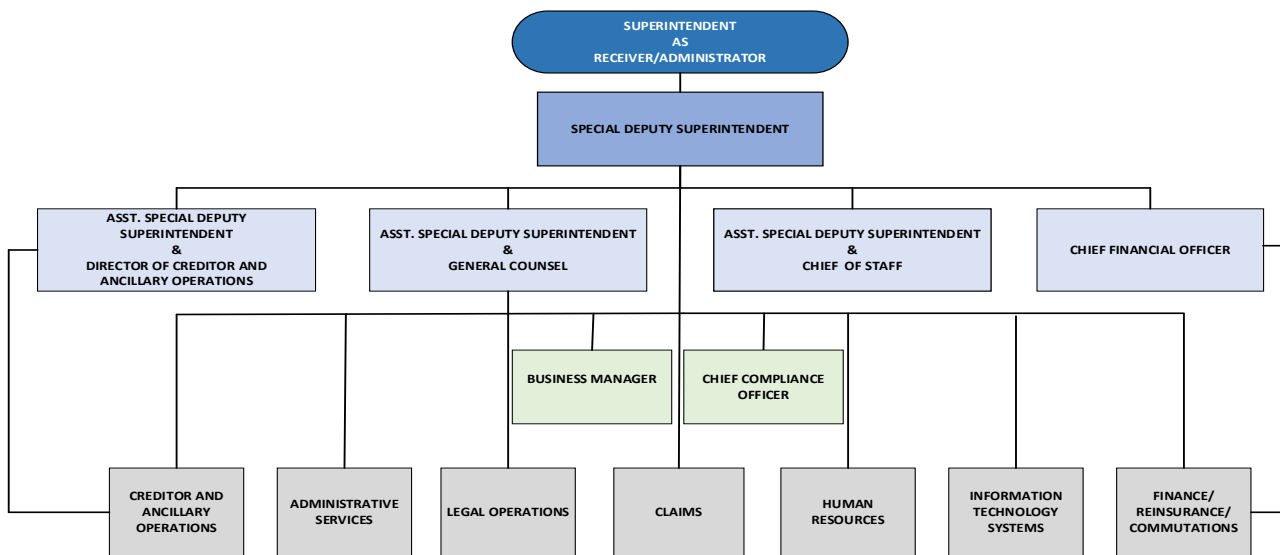 SUPERINTENDENT
AS
RECEIVER/ADMINISTRATOR
SPECIAL DEPUTY SUPERINTENDENT
ASST. SPECIAL DEPUTY
SUPERINTENDENT
&
DIRECTOR OF CREDITOR AND
ANCILLARY OPERATIONS
ASST. SPECIAL DEPUTY SUPERINTENDENT
&
GENERAL COUNSEL
ASST. SPECIAL DEPUTY SUPERINTENDENT
&
CHIEF OF STAFF
CHIEF FINANCIAL OFFICER
BUSINESS MANAGER
CHIEF COMPLIANCE
OFFICER
CREDITOR AND
ANCILLARY
OPERATIONS
ADMINISTRATIVE
SERVICES
LEGAL OPERATIONS
CLAIMS
HUMAN
RESOURCES
INFORMATION
TECHNOLOGY
SYSTEMS
FINANCE/
REINSURANCE/
COMMUTATIONS